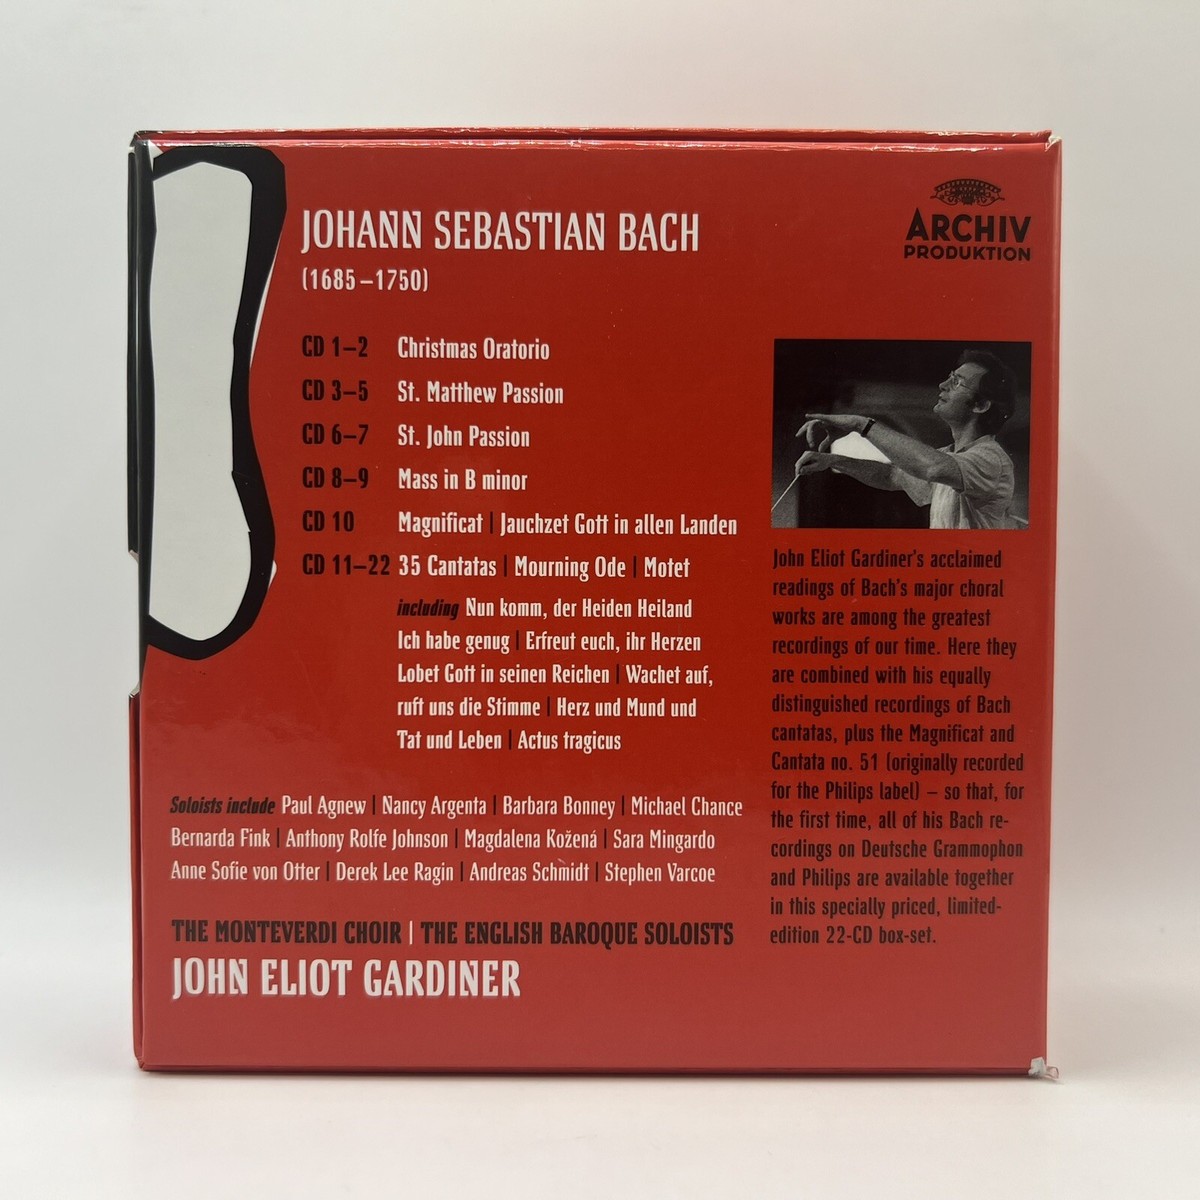 JOHANN SEBASTIAN BACH
(1685–1750)
ARCHIV
PRODUKTION
CD 1–2 Christmas Oratorio
CD 3–5 St. Matthew Passion
CD 6–7 St. John Passion
CD 8–9 Mass in B minor
CD 10 Magnificat | Jauchzet Gott in allen Landen
CD 11–22 35 Cantatas | Mourning Ode | Motet
including Nun komm, der Heiden Heiland
Ich habe genug | Erfreut euch, ihr Herzen
Lobet Gott in seinen Reichen | Wachet auf,
ruft uns die Stimme | Herz und Mund und
Tat und Leben | Actus tragicus
Soloists include Paul Agnew | Nancy Argenta | Barbara Bonney | Michael Chance
Bernarda Fink | Anthony Rolfe Johnson | Magdalena Kožená | Sara Mingardo
Anne Sofie von Otter | Derek Lee Ragin | Andreas Schmidt | Stephen Varcoe
THE MONTEVERDI CHOIR | THE ENGLISH BAROQUE SOLOISTS
JOHN ELIOT GARDINER
John Eliot Gardiner's acclaimed
readings of Bach's major choral
works are among the greatest
recordings of our time. Here they
are combined with his equally
distinguished recordings of Bach
cantatas, plus the Magnificat and
Cantata no. 51 (originally recorded
for the Philips label) – so that, for
the first time, all of his Bach re-
cordings on Deutsche Grammophon
and Philips are available together
in this specially priced, limited-
edition 22-CD box-set.